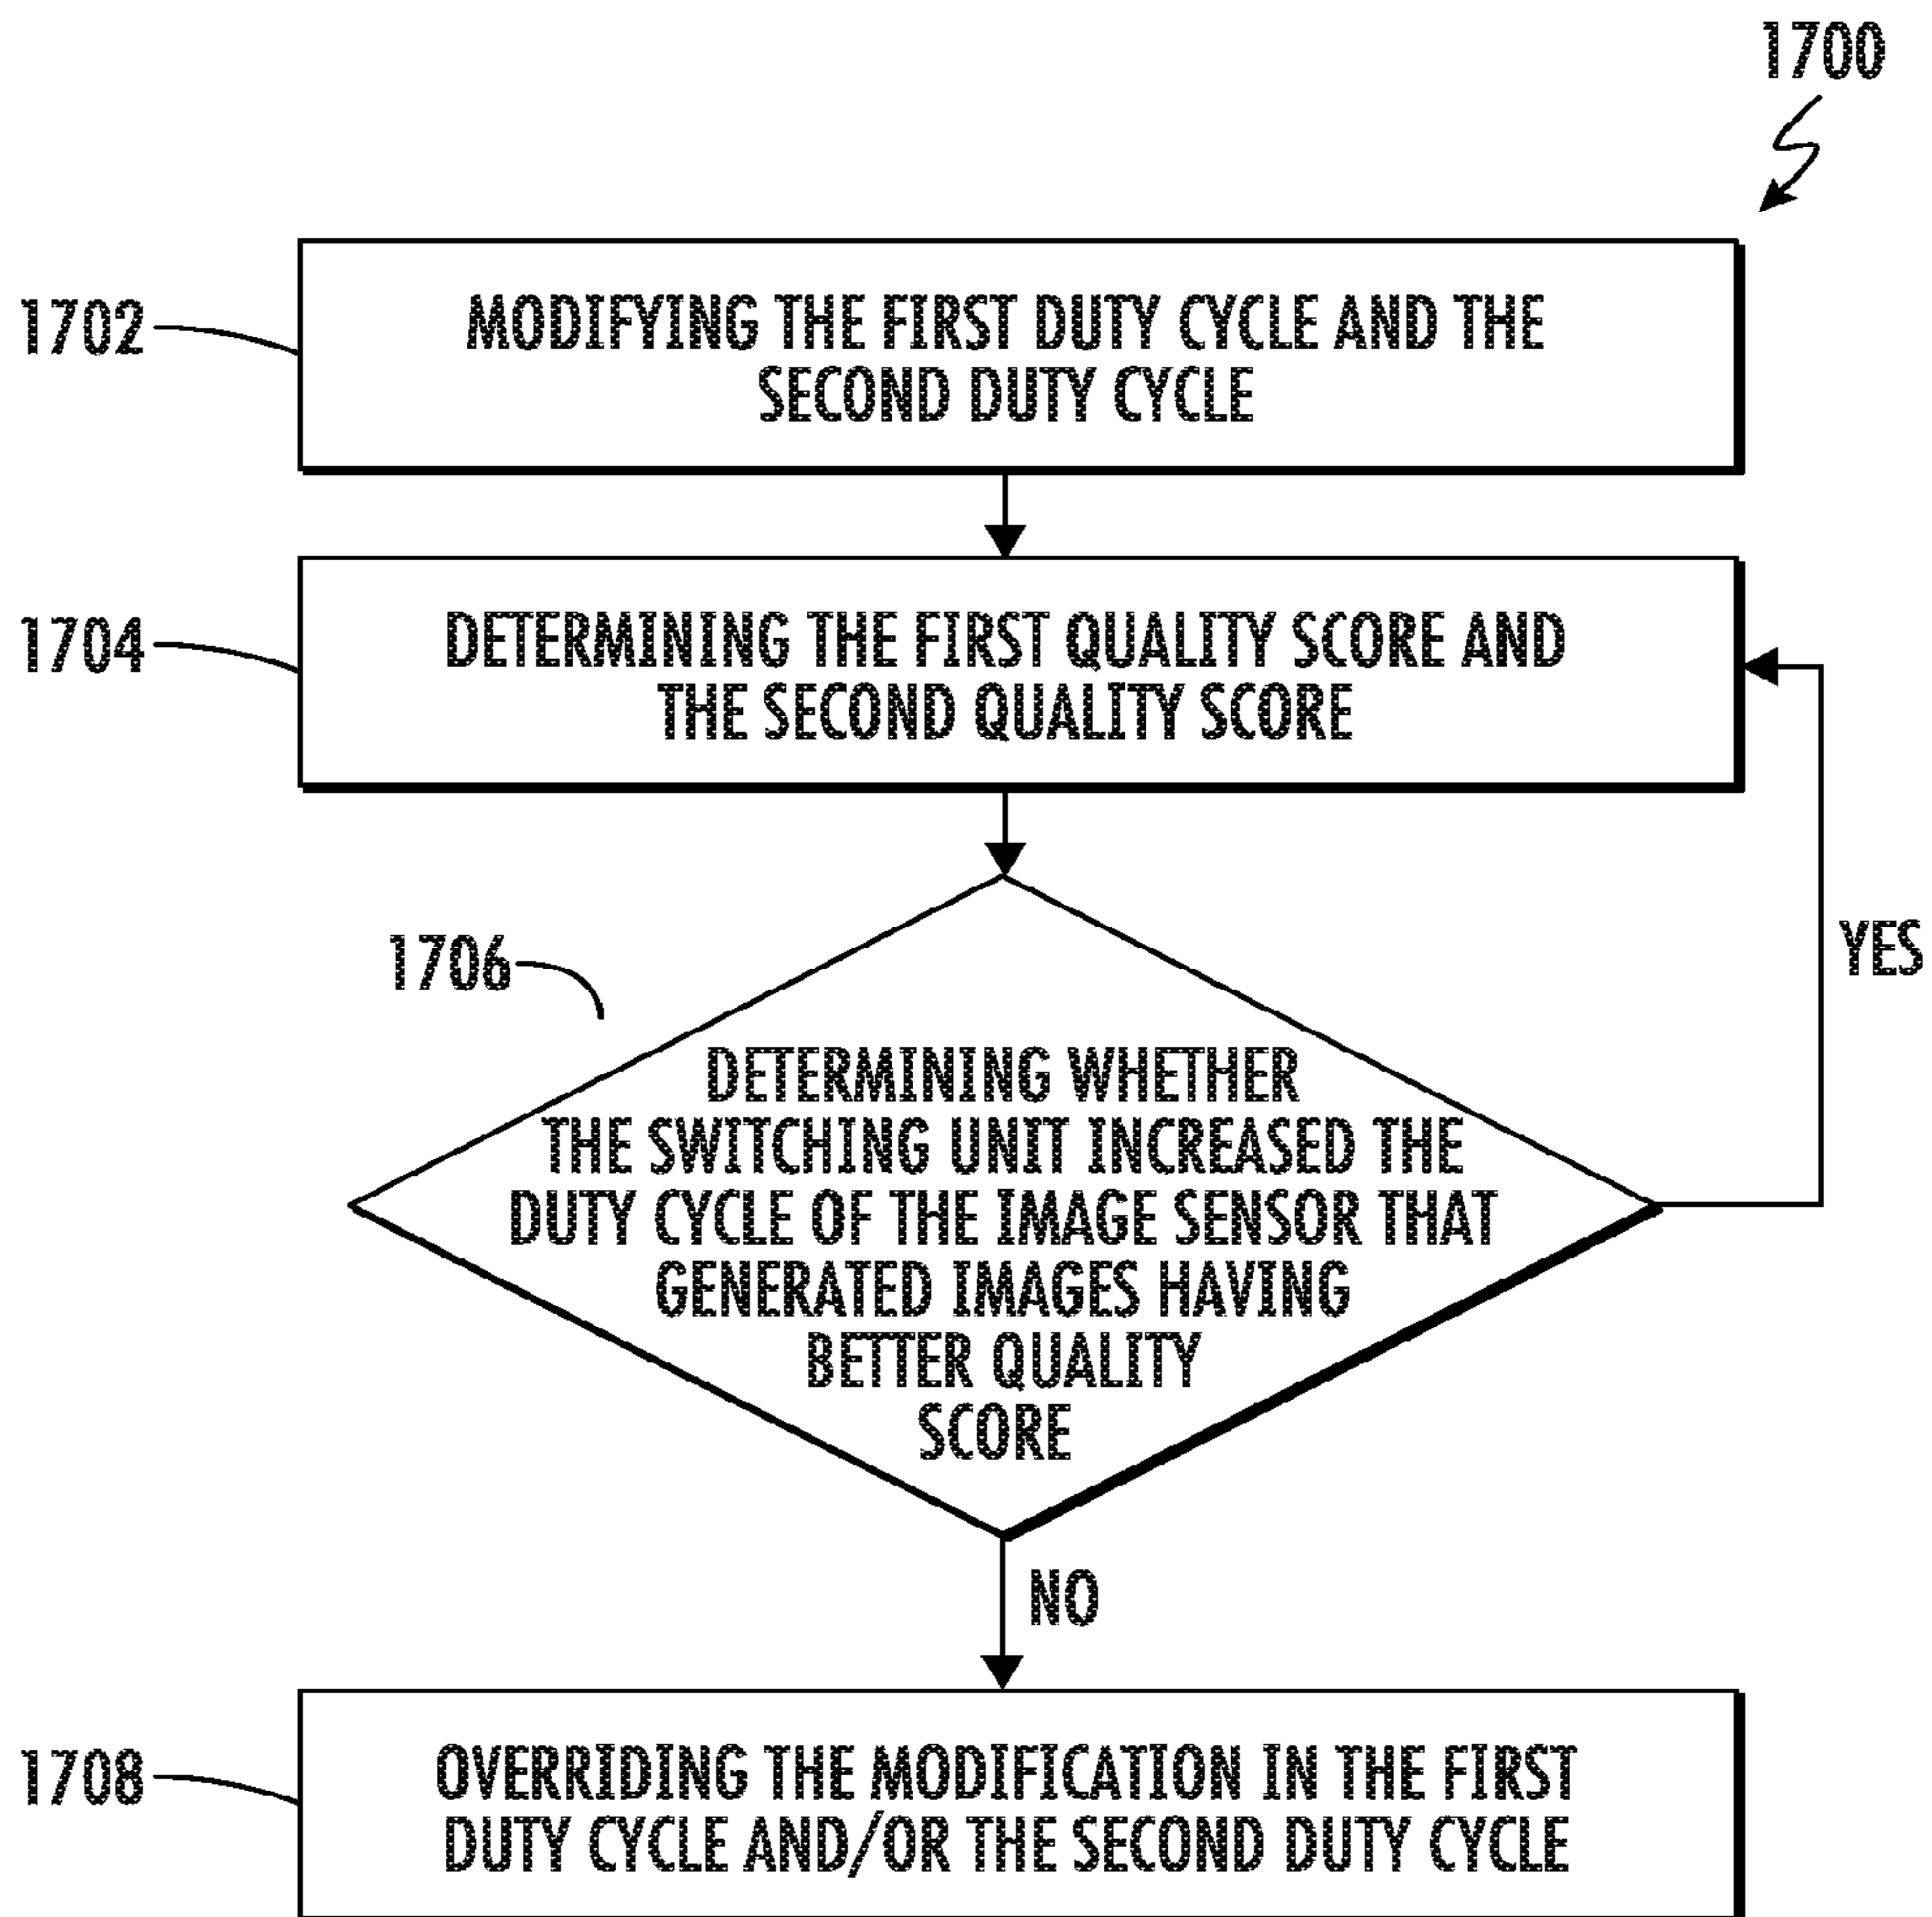 1700
1702
MODIFYING THE FIRST DUTY CYCLE AND THE
SECOND DUTY CYCLE
1704
DETERMINING THE FIRST QUALITY SCORE AND
THE SECOND QUALITY SCORE
YES
1706
DETERMINING WHETHER
THE SWITCHING UNIT INCREASED THE
DUTY CYCLE OF THE IMAGE SENSOR THAT
GENERATED IMAGES HAVING
BETTER QUALITY
SCORE
NO
1708
OVERRIDING THE MODIFICATION IN THE FIRST
DUTY CYCLE AND/OR THE SECOND DUTY CYCLE